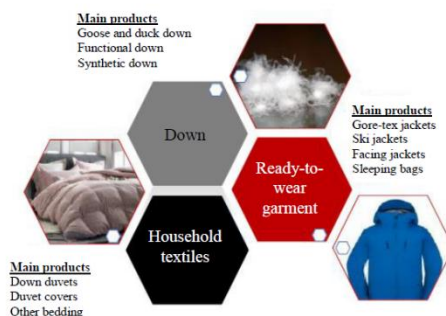 Main products
Goose and duck down
Functional down
Synthetic down
Down
Main products
Gore-tex jackets
Ski jackets
Facing jackets
Sleeping bags
Ready-to-
wear
garment
Household
textiles
Main products
Down duvets
Duvet covers
Other bedding